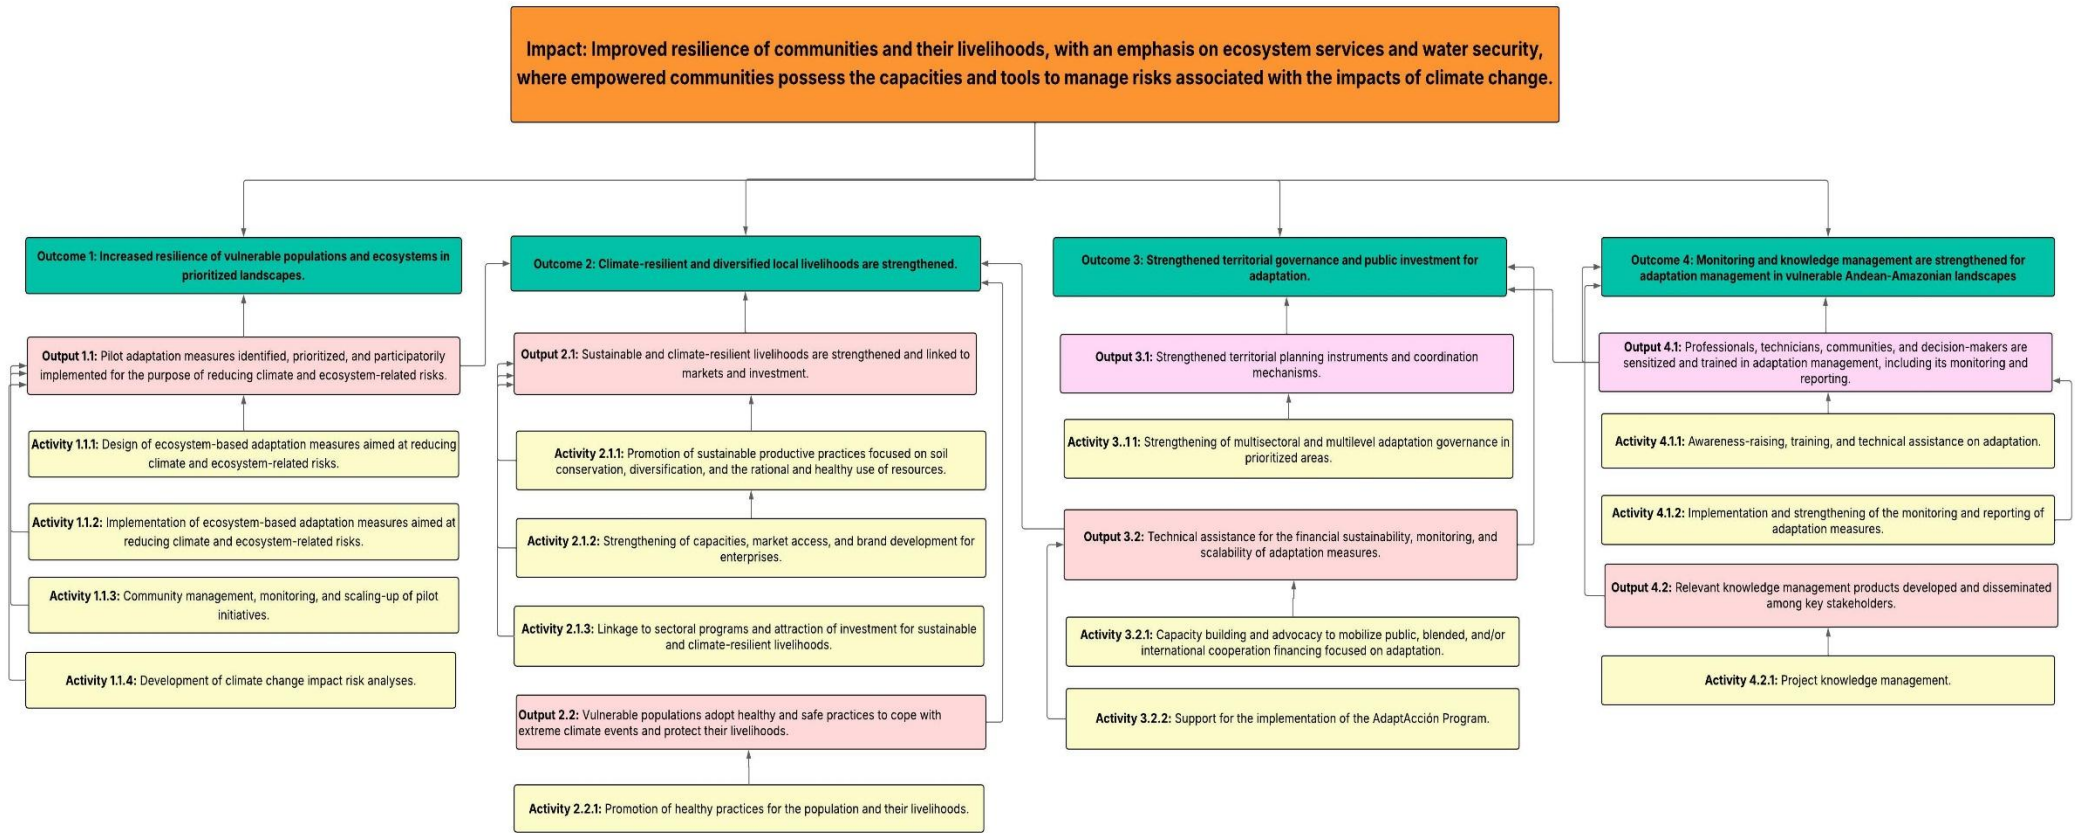 Impact: Improved resilience of communities and their livelihoods, with an emphasis on ecosystem services and water security,
where empowered communities possess the capacities and tools to manage risks associated with the impacts of climate change.
Outcome 1: Increased resilience of vulnerable populations and ecosystems in
prioritized landscapes.
Output 1.1: Pilot adaptation measures identified, prioritized, and participatorily
implemented for the purpose of reducing climate and ecosystem-related risks.
Activity 1.1.1: Design of ecosystem-based adaptation measures aimed at reducing
climate and ecosystem-related risks.
Activity 1.1.2: Implementation of ecosystem-based adaptation measures aimed at
reducing climate and ecosystem-related risks.
Activity 1.1.3: Community management, monitoring, and scaling-up of pilot
initiatives.
Activity 1.1.4: Development of climate change impact risk analyses.
Outcome 2: Climate-resilient and diversified local livelihoods are strengthened.
Output 2.1: Sustainable and climate-resilient livelihoods are strengthened and linked to
markets and investment.
Activity 2.1.1: Promotion of sustainable productive practices focused on soil
conservation, diversification, and the rational and healthy use of resources.
Activity 2.1.2: Strengthening of capacities, market access, and brand development for
enterprises.
Activity 2.1.3: Linkage to sectoral programs and attraction of investment for sustainable
and climate-resilient livelihoods.
Output 2.2: Vulnerable populations adopt healthy and safe practices to cope with
extreme climate events and protect their livelihoods.
Activity 2.2.1: Promotion of healthy practices for the population and their livelihoods.
Outcome 3: Strengthened territorial governance and public investment for
adaptation.
Output 3.1: Strengthened territorial planning instruments and coordination
mechanisms.
Activity 3..1 1: Strengthening of multisectoral and multilevel adaptation governance in
prioritized areas.
Output 3.2: Technical assistance for the financial sustainability, monitoring, and
scalability of adaptation measures.
Activity 3.2.1: Capacity building and advocacy to mobilize public, blended, and/or
international cooperation financing focused on adaptation.
Activity 3.2.2: Support for the implementation of the AdaptAcción Program.
Outcome 4: Monitoring and knowledge management are strengthened for
adaptation management in vulnerable Andean-Amazonian landscapes
Output 4.1: Professionals, technicians, communities, and decision-makers are
sensitized and trained in adaptation management, including its monitoring and
reporting.
Activity 4.1.1: Awareness-raising, training, and technical assistance on adaptation.
Activity 4.1.2: Implementation and strengthening of the monitoring and reporting of
adaptation measures.
Output 4.2: Relevant knowledge management products developed and disseminated
among key stakeholders.
Activity 4.2.1: Project knowledge management.